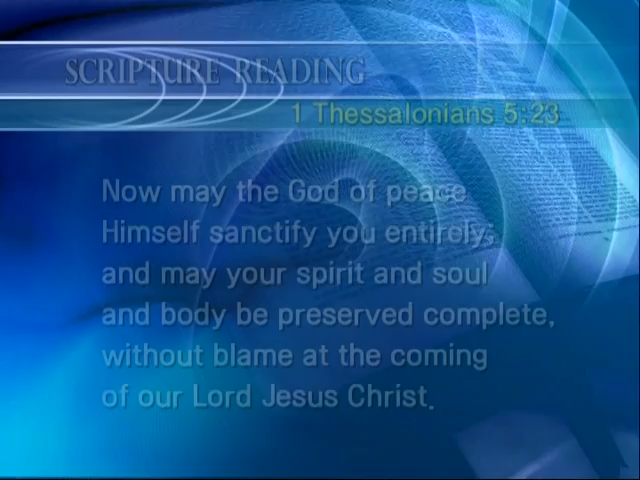 SCRIPTURE READING
1 Thessalonians 5:23
Now may the God of peace
Himself sanctify you entirely;
and may your spirit and soul
and body be preserved complete,
without blame at the coming
of our Lord Jesus Christ.